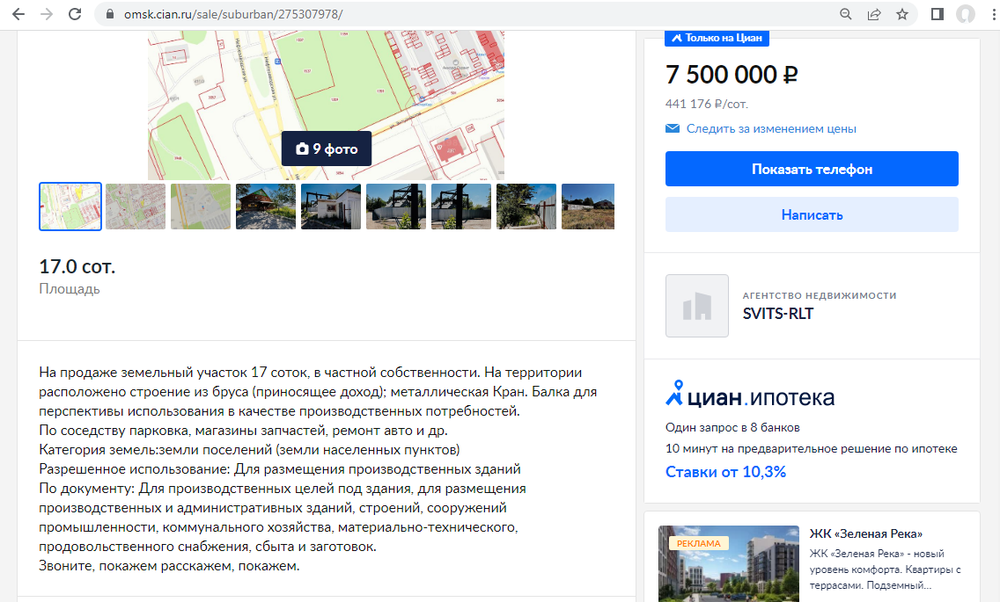 omsk.cian.ru/sale/suburban/275307978/
9 фото
17.0 сот.
Площадь
На продаже земельный участок 17 соток, в частной собственности. На территории
расположено строение из бруса (приносящее доход); металлическая Кран. Балка для
перспективы использования в качестве производственных потребностей.
По соседству парковка, магазины запчастей, ремонт авто и др.
Категория земель:земли поселений (земли населенных пунктов)
Разрешенное использование: Для размещения производственных зданий
По документу: Для производственных целей под здания, для размещения
производственных и административных зданий, строений, сооружений
промышленности, коммунального хозяйства, материально-технического,
продовольственного снабжения, сбыта и заготовок.
Звоните, покажем расскажем, покажем.
Только на Циан
7 500 000 ₽
441 176 ₽/сот.
Следить за изменением цены
Показать телефон
Написать
АГЕНТСТВО НЕДВИЖИМОСТИ
SVITS-RLT
циан.ипотека
Один запрос в 8 банков
10 минут на предварительное решение по ипотеке
Ставки от 10,3%
РЕКЛАМА
ЖК «Зеленая Река»
ЖК «Зеленая Река» - новый
уровень комфорта. Квартиры с
террасами. Подземный...